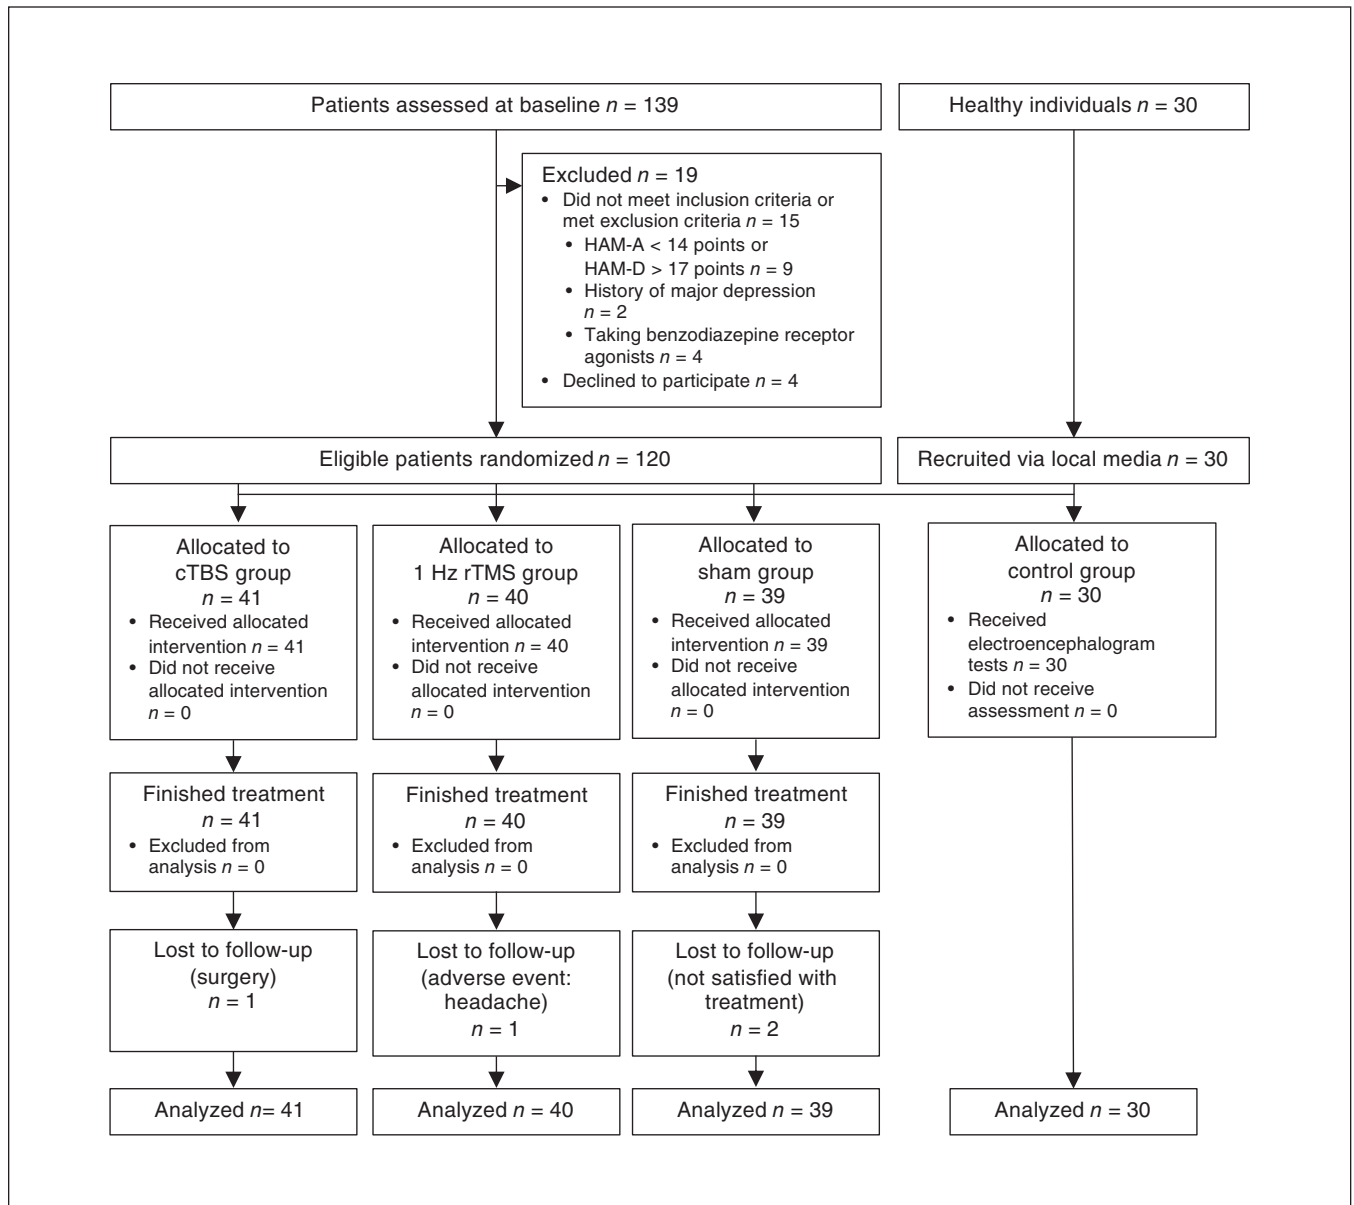 Patients assessed at baseline n = 139
Healthy individuals n = 30
Excluded n = 19
• Did not meet inclusion criteria or
met exclusion criteria n = 15
• HAM-A < 14 points or
HAM-D > 17 points n = 9
• History of major depression
n = 2
• Taking benzodiazepine receptor
agonists n = 4
• Declined to participate n = 4
Eligible patients randomized n = 120
Recruited via local media n = 30
Allocated to
cTBS group
n = 41
• Received allocated
intervention n = 41
• Did not receive
allocated intervention
n = 0
Allocated to
1 Hz rTMS group
n = 40
• Received allocated
intervention n = 40
• Did not receive
allocated intervention
n = 0
Allocated to
sham group
n = 39
• Received allocated
intervention n = 39
• Did not receive
allocated intervention
n = 0
Allocated to
control group
n = 30
• Received
electroencephalogram
tests n = 30
• Did not receive
assessment n = 0
Finished treatment
n = 41
• Excluded from
analysis n = 0
Finished treatment
n = 40
• Excluded from
analysis n = 0
Finished treatment
n = 39
• Excluded from
analysis n = 0
Lost to follow-up
(surgery)
n = 1
Lost to follow-up
(adverse event:
headache)
n = 1
Lost to follow-up
(not satisfied with
treatment)
n = 2
Analyzed n= 41
Analyzed n = 40
Analyzed n = 39
Analyzed n = 30